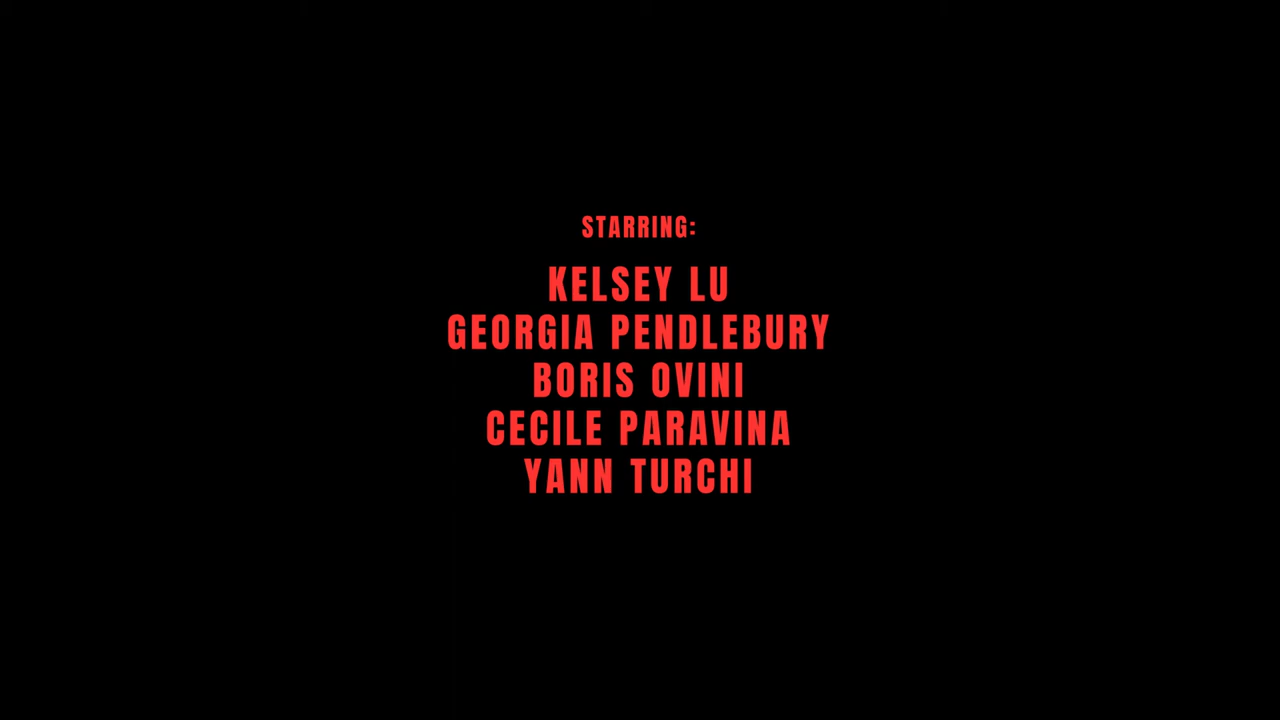 STARRING:
KELSEY LU
GEORGIA PENDLEBURY
BORIS OVINI
CECILE PARAVINA
YANN TURCHI